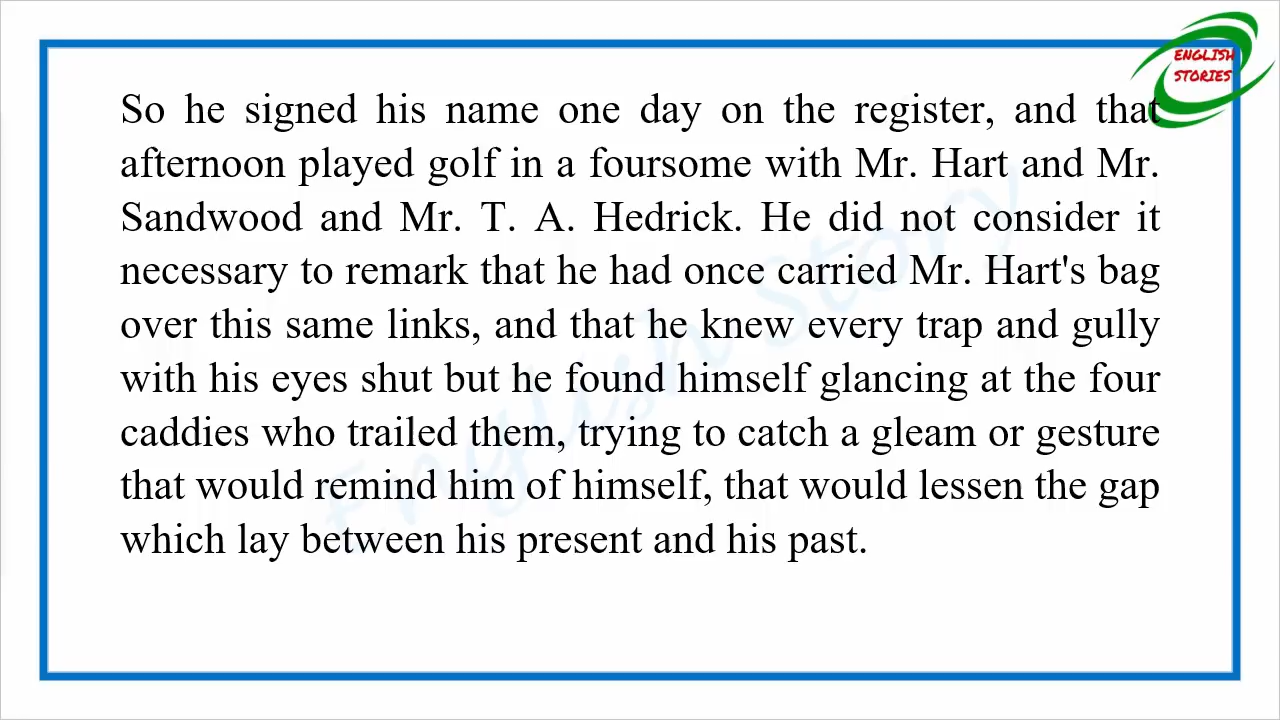 ENGLISH
STORIES
So he signed his name one day on the register, and that
afternoon played golf in a foursome with Mr. Hart and Mr.
Sandwood and Mr. T. A. Hedrick. He did not consider it
necessary to remark that he had once carried Mr. Hart's bag
over this same links, and that he knew every trap and gully
with his eyes shut but he found himself glancing at the four
caddies who trailed them, trying to catch a gleam or gesture
that would remind him of himself, that would lessen the gap
which lay between his present and his past.
English Story